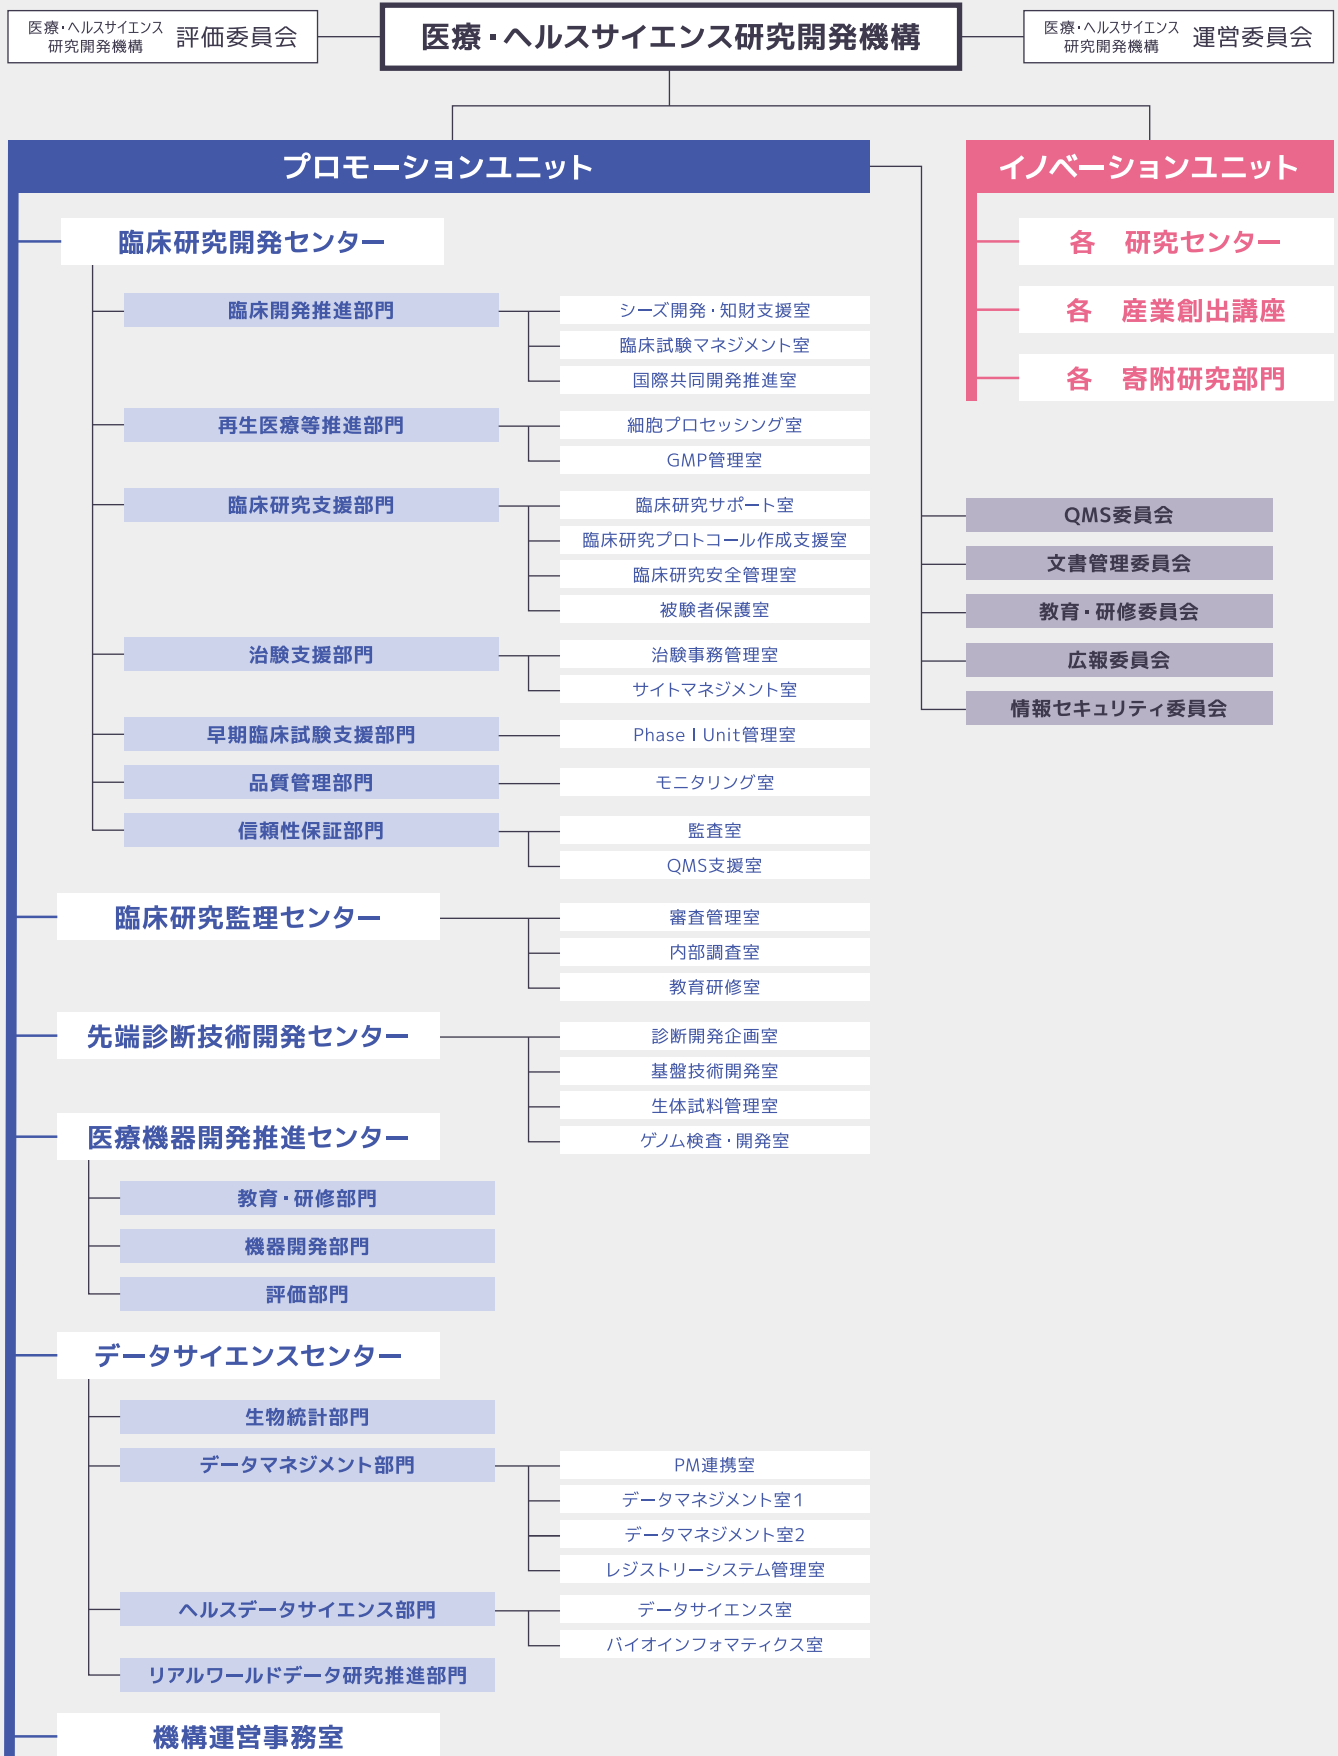 医療・ヘルスサイエンス
研究開発機構
評価委員会
医療・ヘルスサイエンス研究開発機構
医療・ヘルスサイエンス
研究開発機構
運営委員会
プロモーションユニット
イノベーションユニット
臨床研究開発センター
各　研究センター
各　産業創出講座
各　寄附研究部門
臨床開発推進部門
シーズ開発・知財支援室
臨床試験マネジメント室
国際共同開発推進室
再生医療等推進部門
細胞プロセッシング室
GMP管理室
臨床研究支援部門
臨床研究サポート室
臨床研究プロトコール作成支援室
臨床研究安全管理室
被験者保護室
QMS委員会
文書管理委員会
教育・研修委員会
広報委員会
情報セキュリティ委員会
治験支援部門
治験事務管理室
サイトマネジメント室
早期臨床試験支援部門
Phase I Unit管理室
品質管理部門
モニタリング室
信頼性保証部門
監査室
QMS支援室
臨床研究監理センター
審査管理室
内部調査室
教育研修室
先端診断技術開発センター
診断開発企画室
基盤技術開発室
生体試料管理室
ゲノム検査・開発室
医療機器開発推進センター
教育・研修部門
機器開発部門
評価部門
データサイエンスセンター
生物統計部門
データマネジメント部門
PM連携室
データマネジメント室1
データマネジメント室2
レジストリーシステム管理室
ヘルスデータサイエンス部門
データサイエンス室
バイオインフォマティクス室
リアルワールドデータ研究推進部門
機構運営事務室